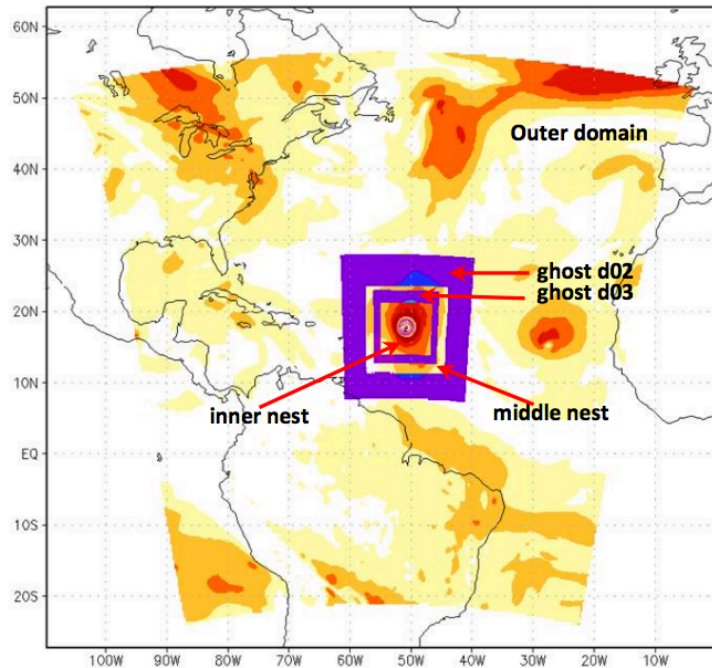 60N
50N
Outer domain
40N
30N
ghost d02
ghost d03
20N
10N
inner nest
middle nest
EQ
10S
20S
100W 90W 80W 70W 60W 50W 40W 30W 20W 10W